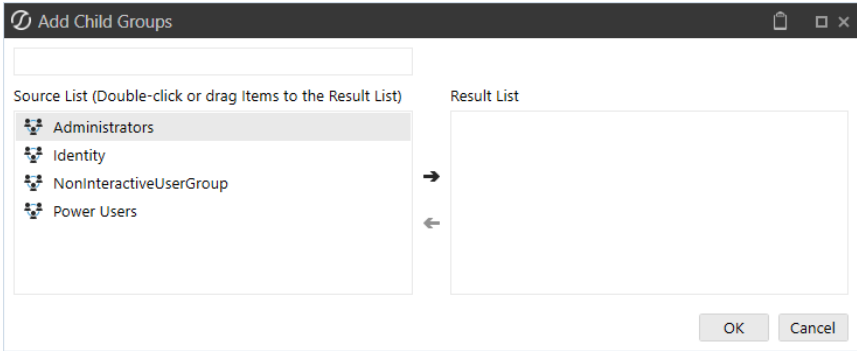 Add Child Groups
Source List (Double-click or drag Items to the Result List)
Result List
Administrators
Identity
NonInteractiveUserGroup
Power Users
OK
Cancel